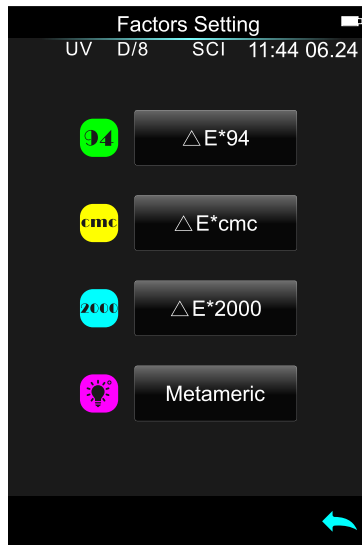 Factors Setting
UV D/8 SCI 11:44 06.24
94 △E*94
cmc △E*cmc
2000 △E*2000
Metameric